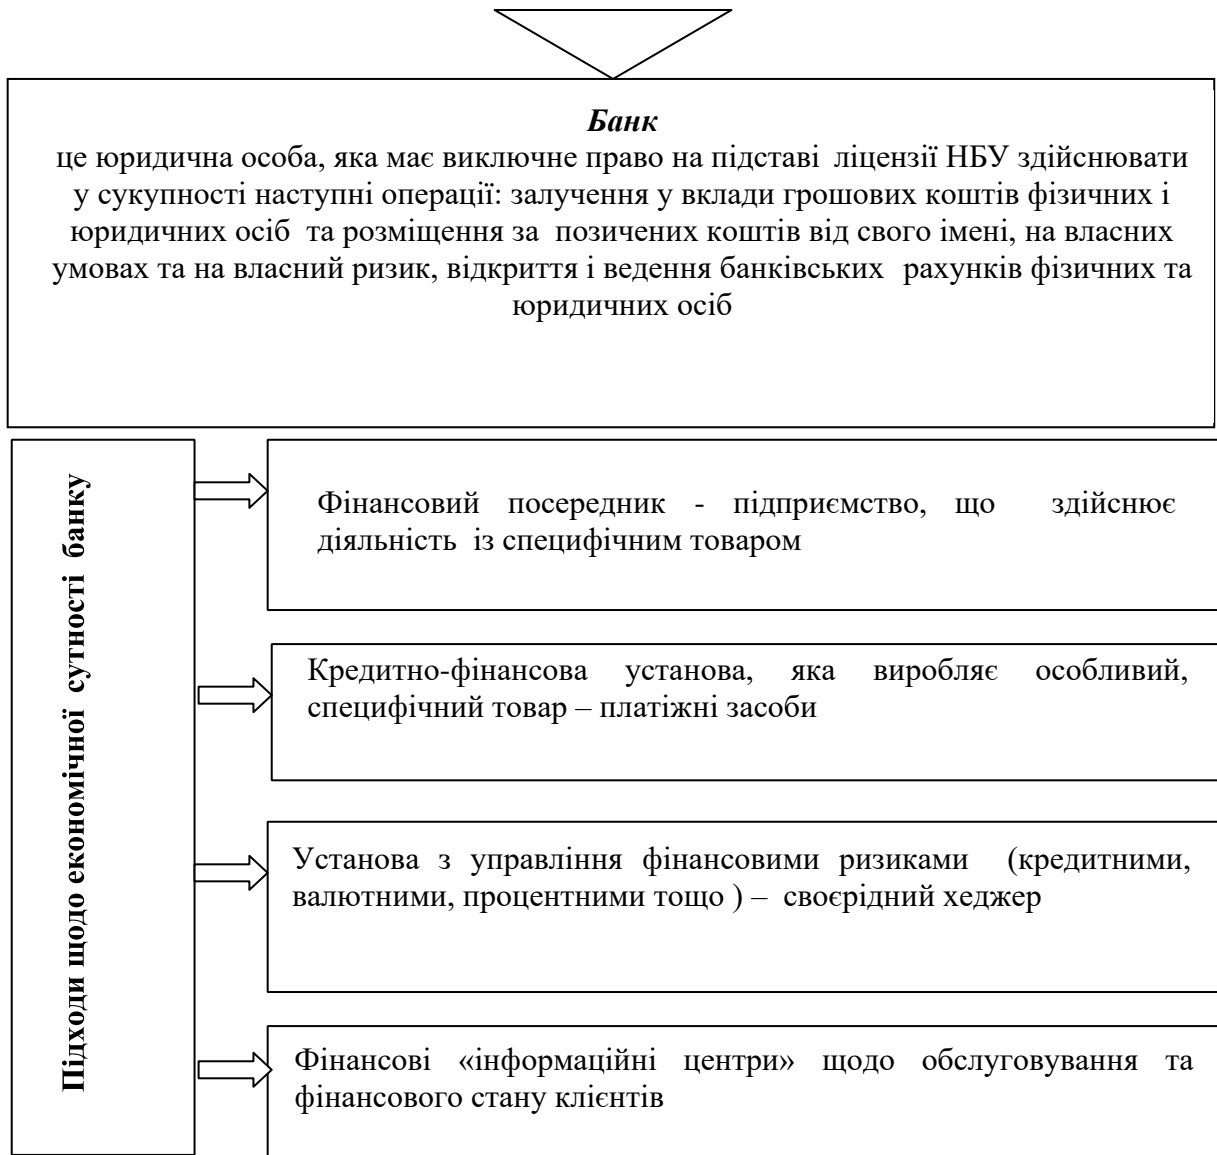 Банк
це юридична особа, яка має виключне право на підставі ліцензії НБУ здійснювати
у сукупності наступні операції: залучення у вклади грошових коштів фізичних і
юридичних осіб та розміщення за позичених коштів від свого імені, на власних
умовах та на власний ризик, відкриття і ведення банківських рахунків фізичних та
юридичних осіб
Підходи щодо економічної сутності банку
Фінансовий посередник - підприємство, що здійснює
діяльність із специфічним товаром
Кредитно-фінансова установа, яка виробляє особливий,
специфічний товар – платіжні засоби
Установа з управління фінансовими ризиками (кредитними,
валютними, процентними тощо ) – своєрідний хеджер
Фінансові «інформаційні центри» щодо обслуговування та
фінансового стану клієнтів